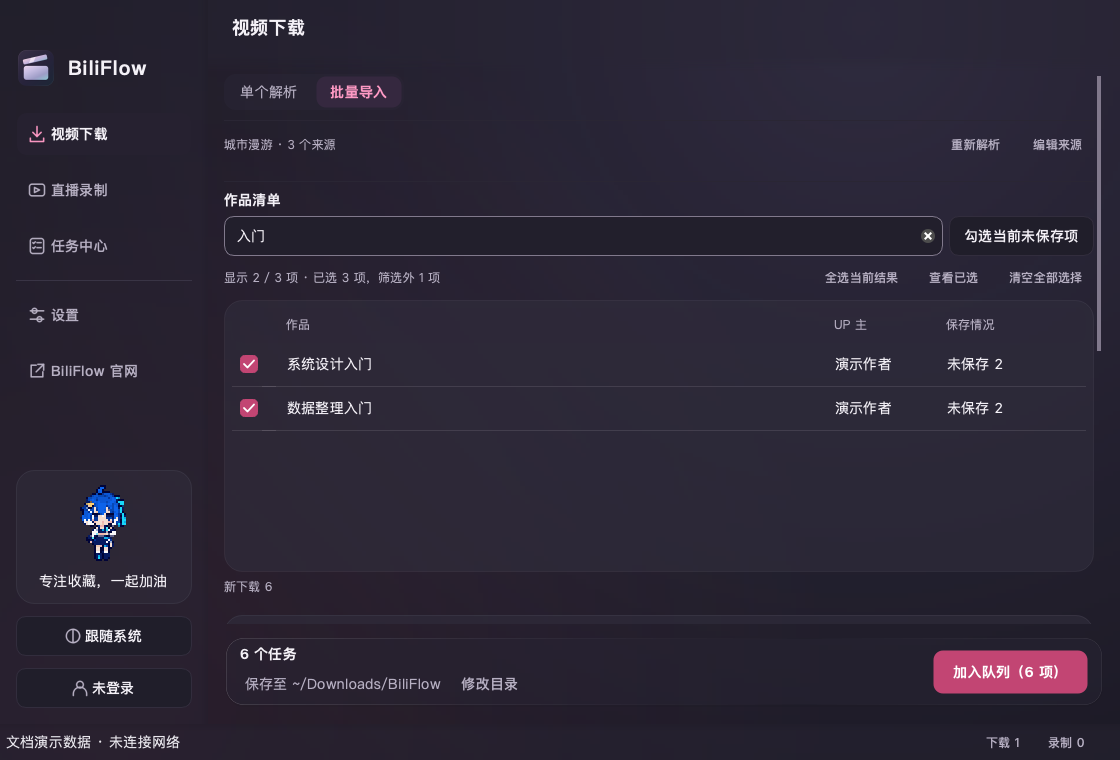 视频下载
BiliFlow
视频下载
直播录制
任务中心
设置
BiliFlow 官网
专注收藏，一起加油
跟随系统
未登录
单个解析 批量导入
城市漫游 · 3 个来源 重新解析 编辑来源
作品清单
入门 勾选当前未保存项
显示 2 / 3 项 · 已选 3 项，筛选外 1 项 全选当前结果 查看已选 清空全部选择
作品 UP 主 保存情况
系统设计入门 演示作者 未保存 2
数据整理入门 演示作者 未保存 2
新下载 6
6 个任务
保存至 ~/Downloads/BiliFlow 修改目录
加入队列（6 项）
文档演示数据 · 未连接网络 下载 1 录制 0